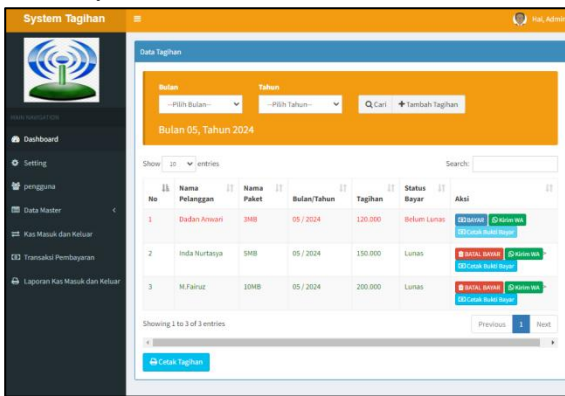 System Tagihan
Hai, Admin
MAIN NAVIGATION
Dashboard
Setting
pengguna
Data Master
Kas Masuk dan Keluar
Transaksi Pembayaran
Laporan Kas Masuk dan Keluar
Data Tagihan
Bulan Tahun
--Pilih Bulan-- --Pilih Tahun-- Cari Tambah Tagihan
Bulan 05, Tahun 2024
Show 10 entries Search:
No Nama Pelanggan Nama Paket Bulan/Tahun Tagihan Status Bayar Aksi
1 Dadan Anwari 3MB 05 / 2024 120.000 Belum Lunas BAYAR Kirim WA
Cetak Bukti Bayar
2 Inda Nurtasya 5MB 05 / 2024 150.000 Lunas BATAL BAYAR Kirim WA
Cetak Bukti Bayar
3 M.Fairuz 10MB 05 / 2024 200.000 Lunas BATAL BAYAR Kirim WA
Cetak Bukti Bayar
Showing 1 to 3 of 3 entries Previous 1 Next
Cetak Tagihan